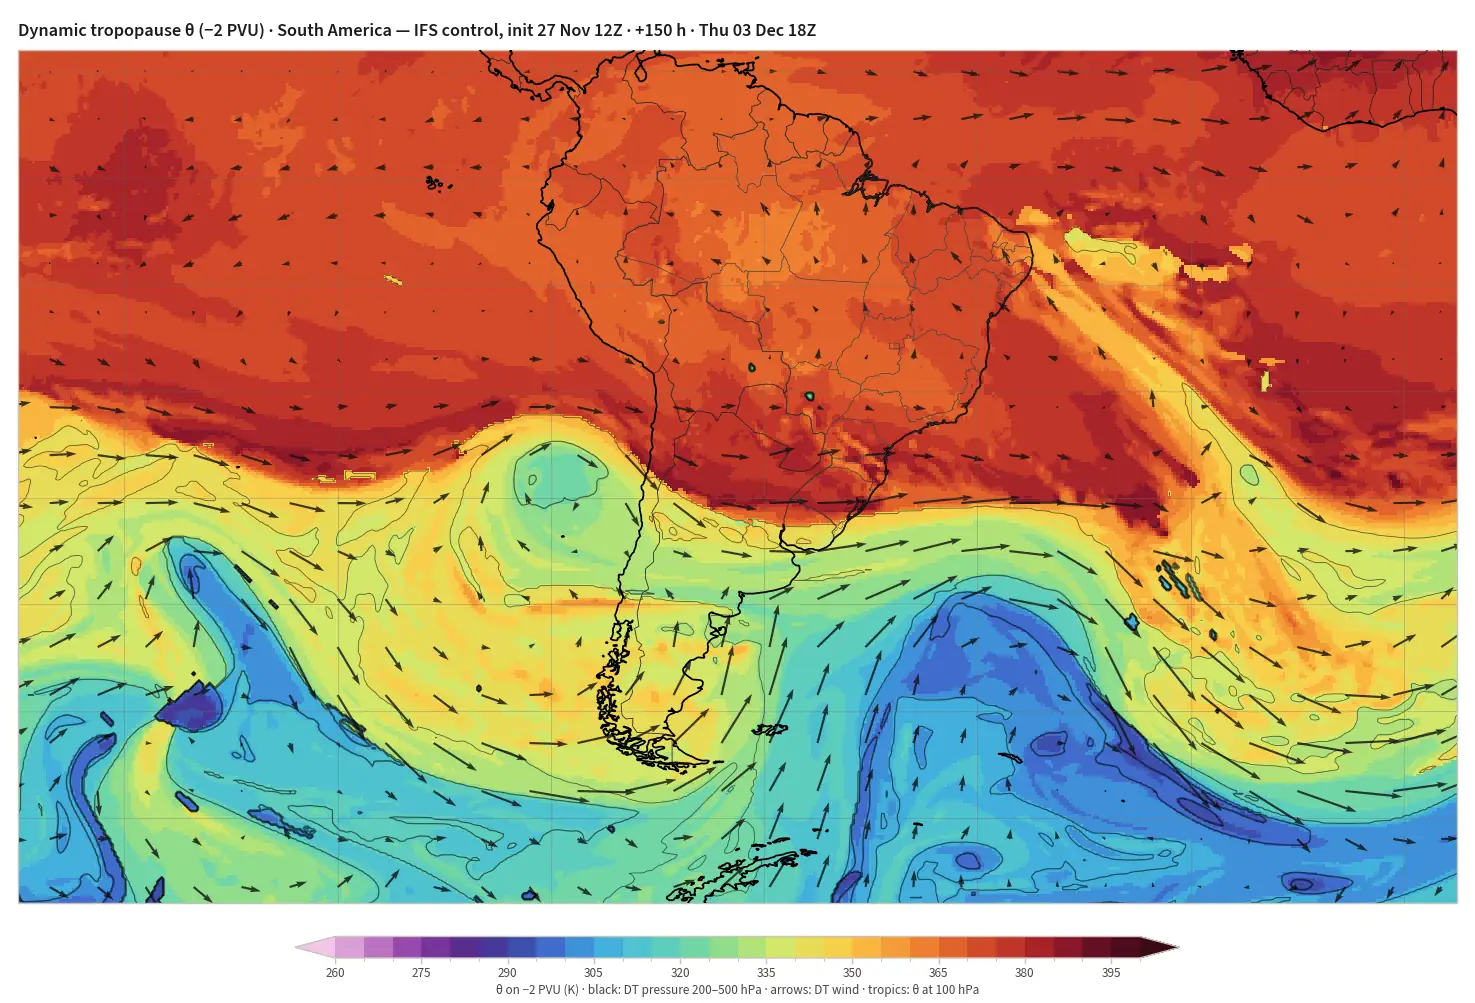 Dynamic tropopause θ (−2 PVU) · South America — IFS control, init 27 Nov 12Z · +150 h · Thu 03 Dec 18Z
260 275 290 305 320 335 350 365 380 395
θ on −2 PVU (K) · black: DT pressure 200–500 hPa · arrows: DT wind · tropics: θ at 100 hPa